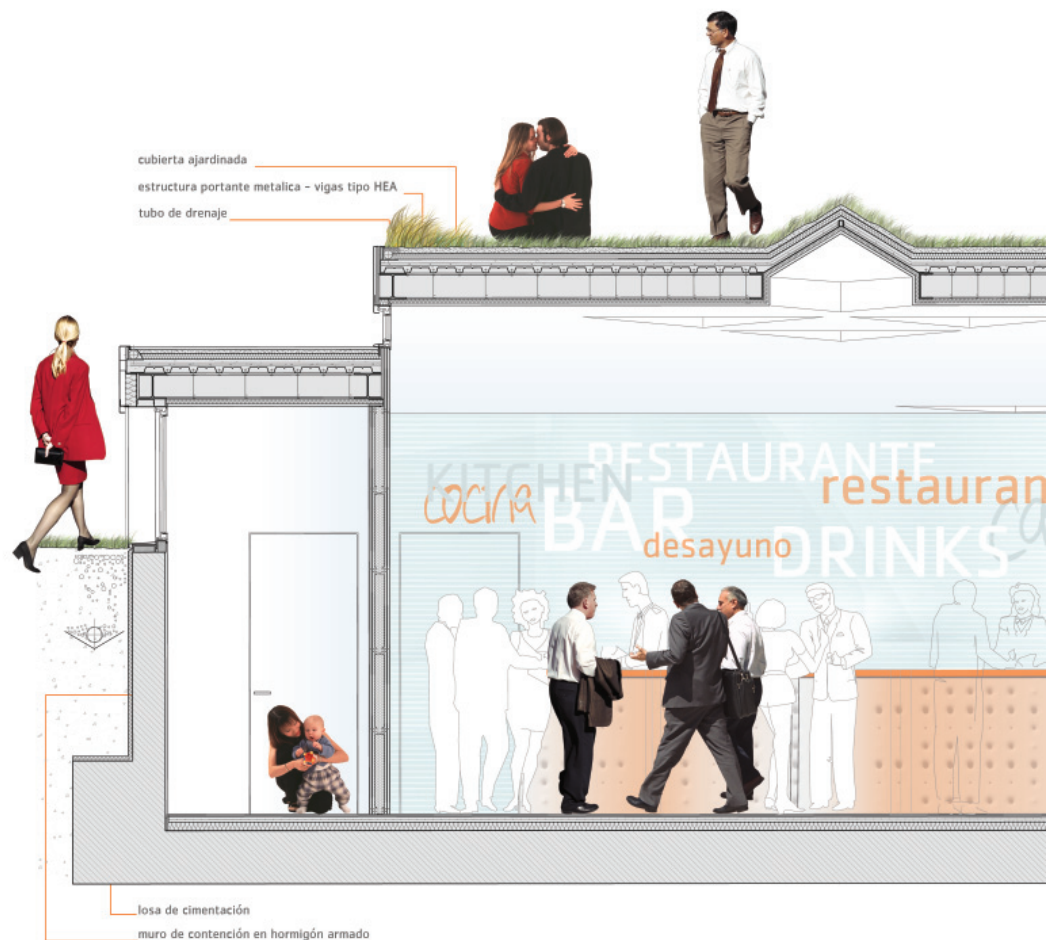 cubierta ajardinada
estructura portante metalica - vigas tipo HEA
tubo de drenaje
RESTAURANTE
KITCHEN
restauran
cocina
BAR
desayuno
DRINKS
ca
losa de cimentación
muro de contención en hormigón armado